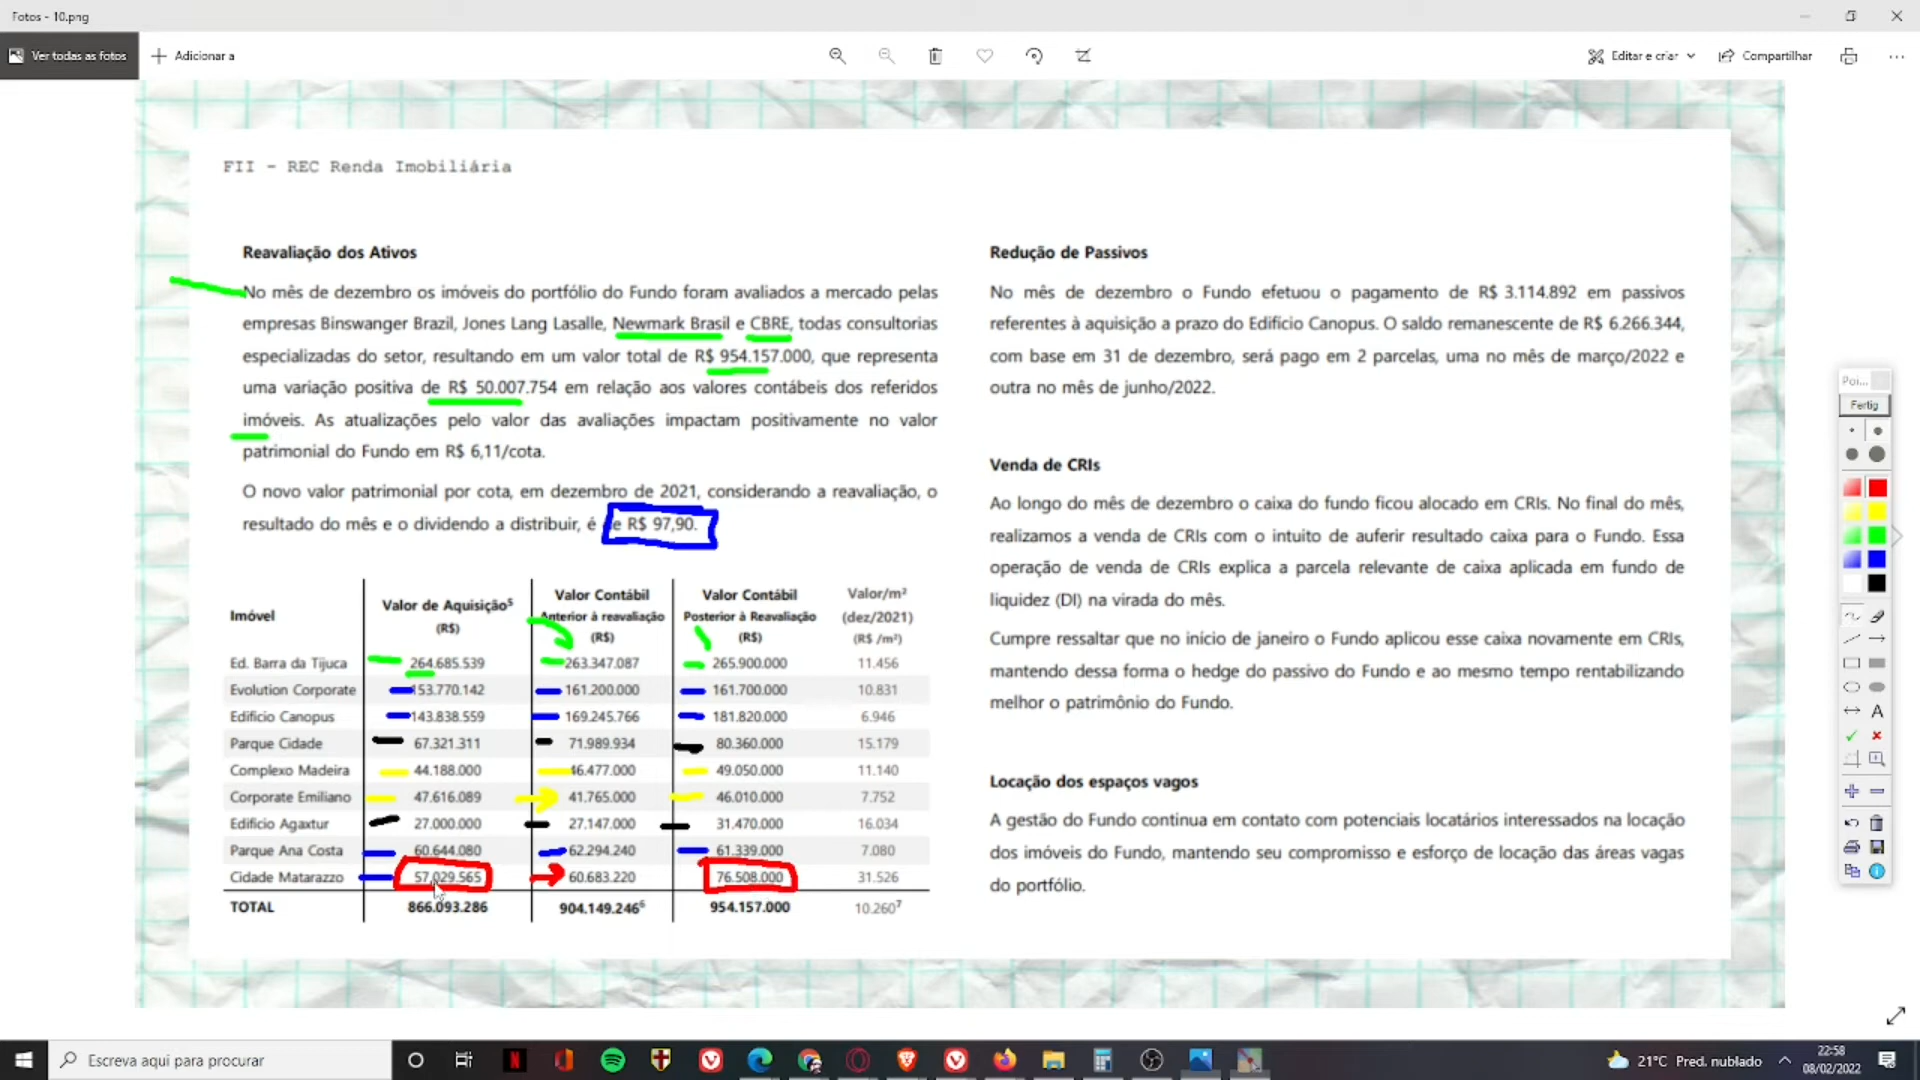 Fotos - 10.png
Ver todas as fotos
Adicionar a
Editar e criar
Compartilhar
FII - REC Renda Imobiliária
Reavaliação dos Ativos
No mês de dezembro os imóveis do portfólio do Fundo foram avaliados a mercado pelas
empresas Binswanger Brazil, Jones Lang Lasalle, Newmark Brasil e CBRE, todas consultorias
especializadas do setor, resultando em um valor total de R$ 954.157.000, que representa
uma variação positiva de R$ 50.007.754 em relação aos valores contábeis dos referidos
imóveis. As atualizações pelo valor das avaliações impactam positivamente no valor
patrimonial do Fundo em R$ 6,11/cota.
O novo valor patrimonial por cota, em dezembro de 2021, considerando a reavaliação, o
resultado do mês e o dividendo a distribuir, é de R$ 97,90.
Imóvel
Valor de Aquisição⁵
(R$)
Valor Contábil
Anterior à reavaliação
(R$)
Valor Contábil
Posterior à Reavaliação
(R$)
Valor/m²
(dez/2021)
(R$ /m²)
Ed. Barra da Tijuca 264.685.539 263.347.087 265.900.000 11.456
Evolution Corporate 153.770.142 161.200.000 161.700.000 10.831
Edifício Canopus 143.838.559 169.245.766 181.820.000 6.946
Parque Cidade 67.321.311 71.989.934 80.360.000 15.179
Complexo Madeira 44.188.000 46.477.000 49.050.000 11.140
Corporate Emiliano 47.616.089 41.765.000 46.010.000 7.752
Edifício Agaxtur 27.000.000 27.147.000 31.470.000 16.034
Parque Ana Costa 60.644.080 62.294.240 61.339.000 7.080
Cidade Matarazzo 57.029.565 60.683.220 76.508.000 31.526
TOTAL 866.093.286 904.149.246⁶ 954.157.000 10.260⁷
Redução de Passivos
No mês de dezembro o Fundo efetuou o pagamento de R$ 3.114.892 em passivos
referentes à aquisição a prazo do Edifício Canopus. O saldo remanescente de R$ 6.266.344,
com base em 31 de dezembro, será pago em 2 parcelas, uma no mês de março/2022 e
outra no mês de junho/2022.
Venda de CRIs
Ao longo do mês de dezembro o caixa do fundo ficou alocado em CRIs. No final do mês,
realizamos a venda de CRIs com o intuito de auferir resultado caixa para o Fundo. Essa
operação de venda de CRIs explica a parcela relevante de caixa aplicada em fundo de
liquidez (DI) na virada do mês.
Cumpre ressaltar que no início de janeiro o Fundo aplicou esse caixa novamente em CRIs,
mantendo dessa forma o hedge do passivo do Fundo e ao mesmo tempo rentabilizando
melhor o patrimônio do Fundo.
Locação dos espaços vagos
A gestão do Fundo continua em contato com potenciais locatários interessados na locação
dos imóveis do Fundo, mantendo seu compromisso e esforço de locação das áreas vagas
do portfólio.
Poi...
Fertig
A
Escreva aqui para procurar
21°C Pred. nublado
22:58
08/02/2022